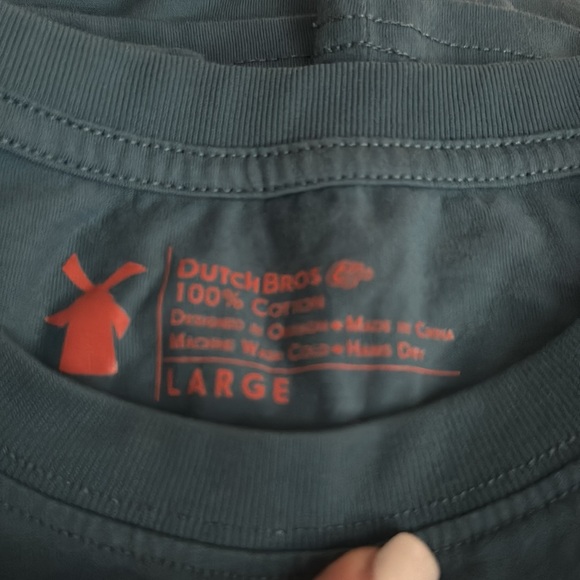 DUTCH BROS
100% COTTON
DESIGNED IN OREGON MADE IN CHINA
MACHINE WASH COLD HANG DRY
LARGE